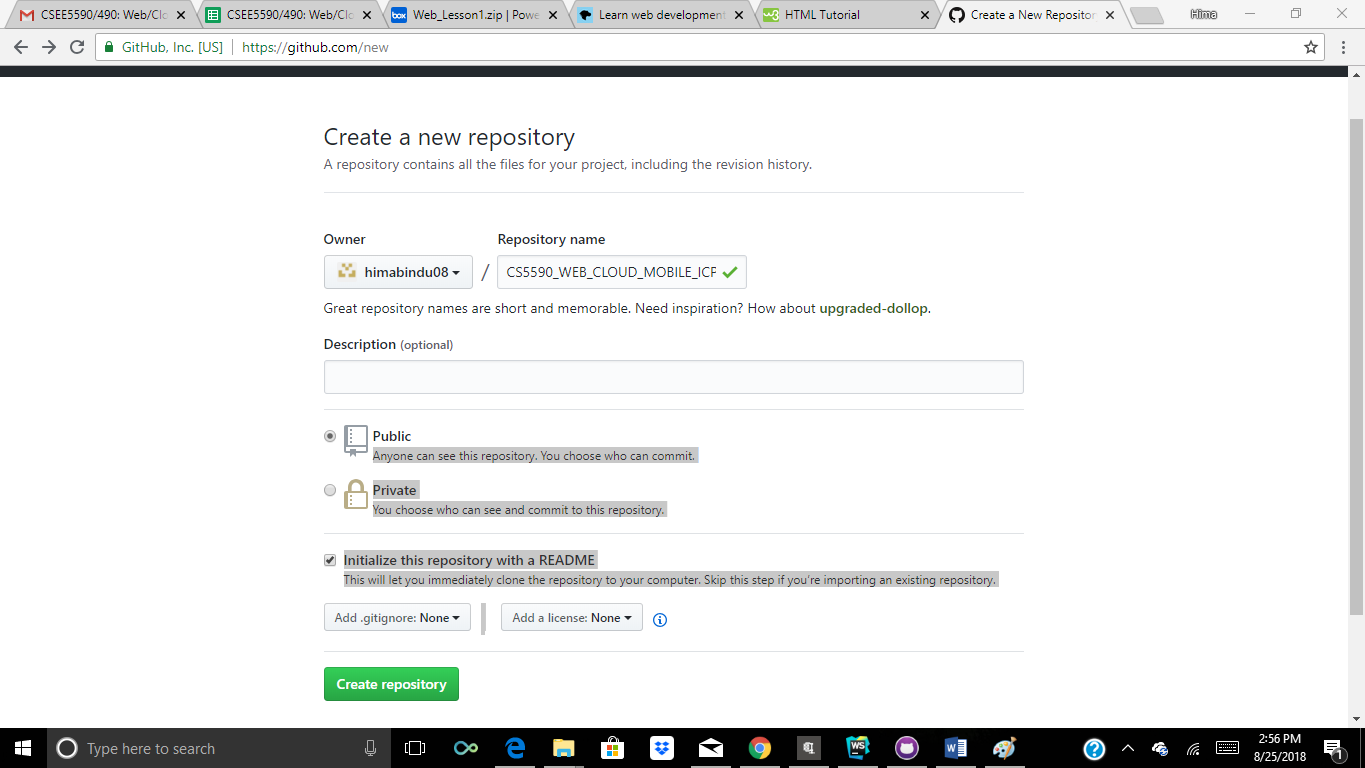 CSEE5590/490: Web/Clo
CSEE5590/490: Web/Clo
box Web_Lesson1.zip | Powe
Learn web development
w3 HTML Tutorial
Create a New Repositor
Hima
GitHub, Inc. [US] https://github.com/new
Create a new repository
A repository contains all the files for your project, including the revision history.
Owner Repository name
himabindu08 / CS5590_WEB_CLOUD_MOBILE_ICP
Great repository names are short and memorable. Need inspiration? How about upgraded-dollop.
Description (optional)
Public
Anyone can see this repository. You choose who can commit.
Private
You choose who can see and commit to this repository.
Initialize this repository with a README
This will let you immediately clone the repository to your computer. Skip this step if you're importing an existing repository.
Add .gitignore: None Add a license: None
Create repository
Type here to search
WS
2:56 PM
8/25/2018
1